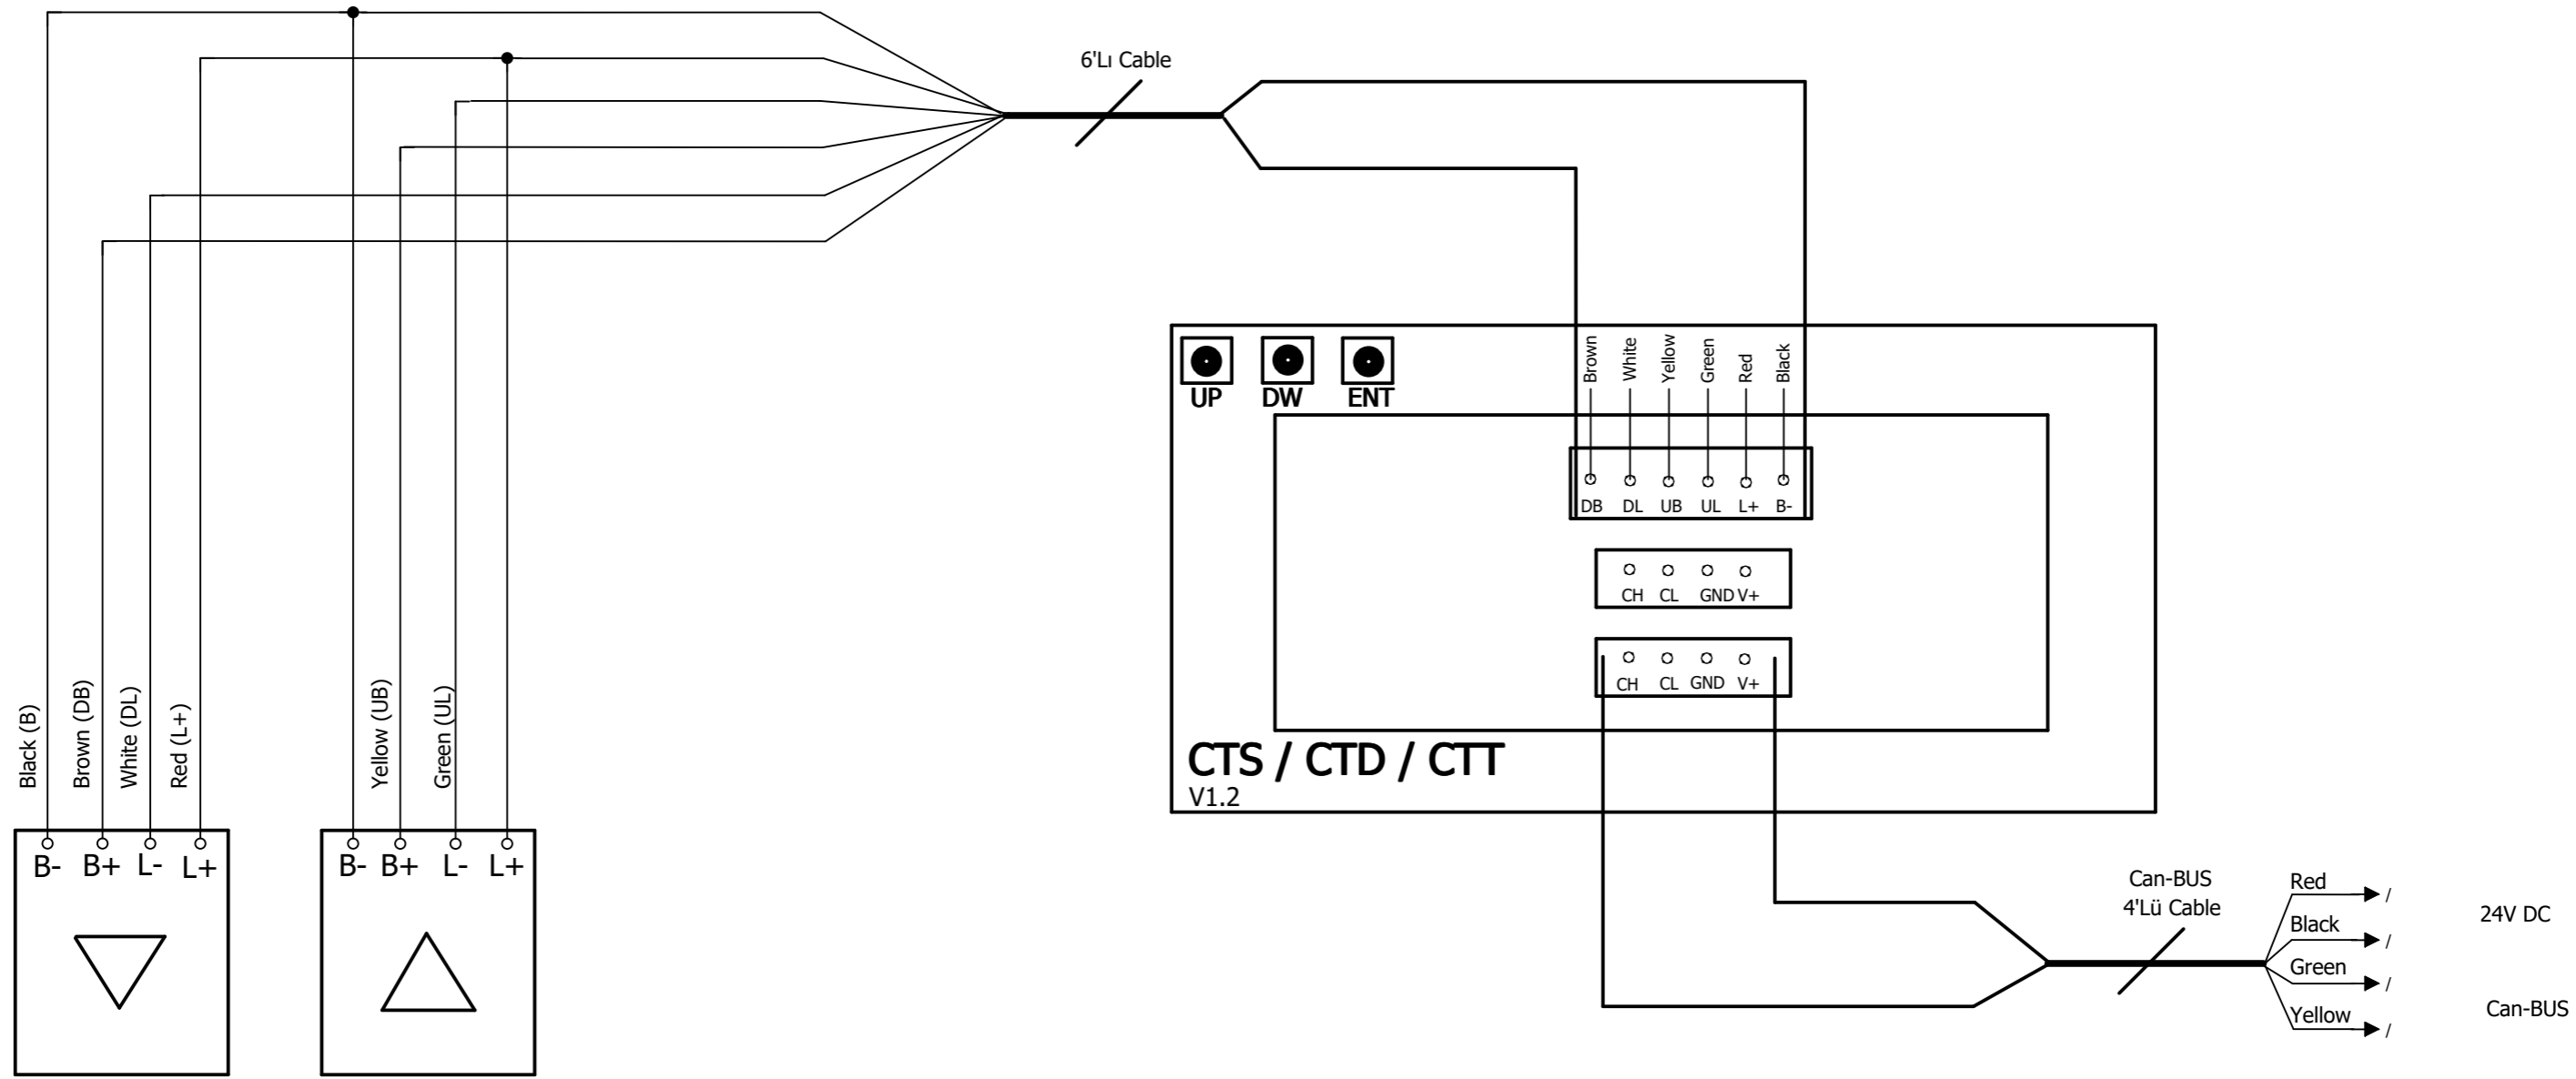 6'Lı Cable
Brown
White
Yellow
Green
Red
Black
UP
DW
ENT
DB
DL
UB
UL
L+
B-
CH
CL
GND
V+
CH
CL
GND
V+
CTS / CTD / CTT
V1.2
Black (B)
Brown (DB)
White (DL)
Red (L+)
Yellow (UB)
Green (UL)
B-
B+
L-
L+
B-
B+
L-
L+
Can-BUS
4'Lü Cable
Red
/
Black
/
Green
/
Yellow
/
24V DC
Can-BUS